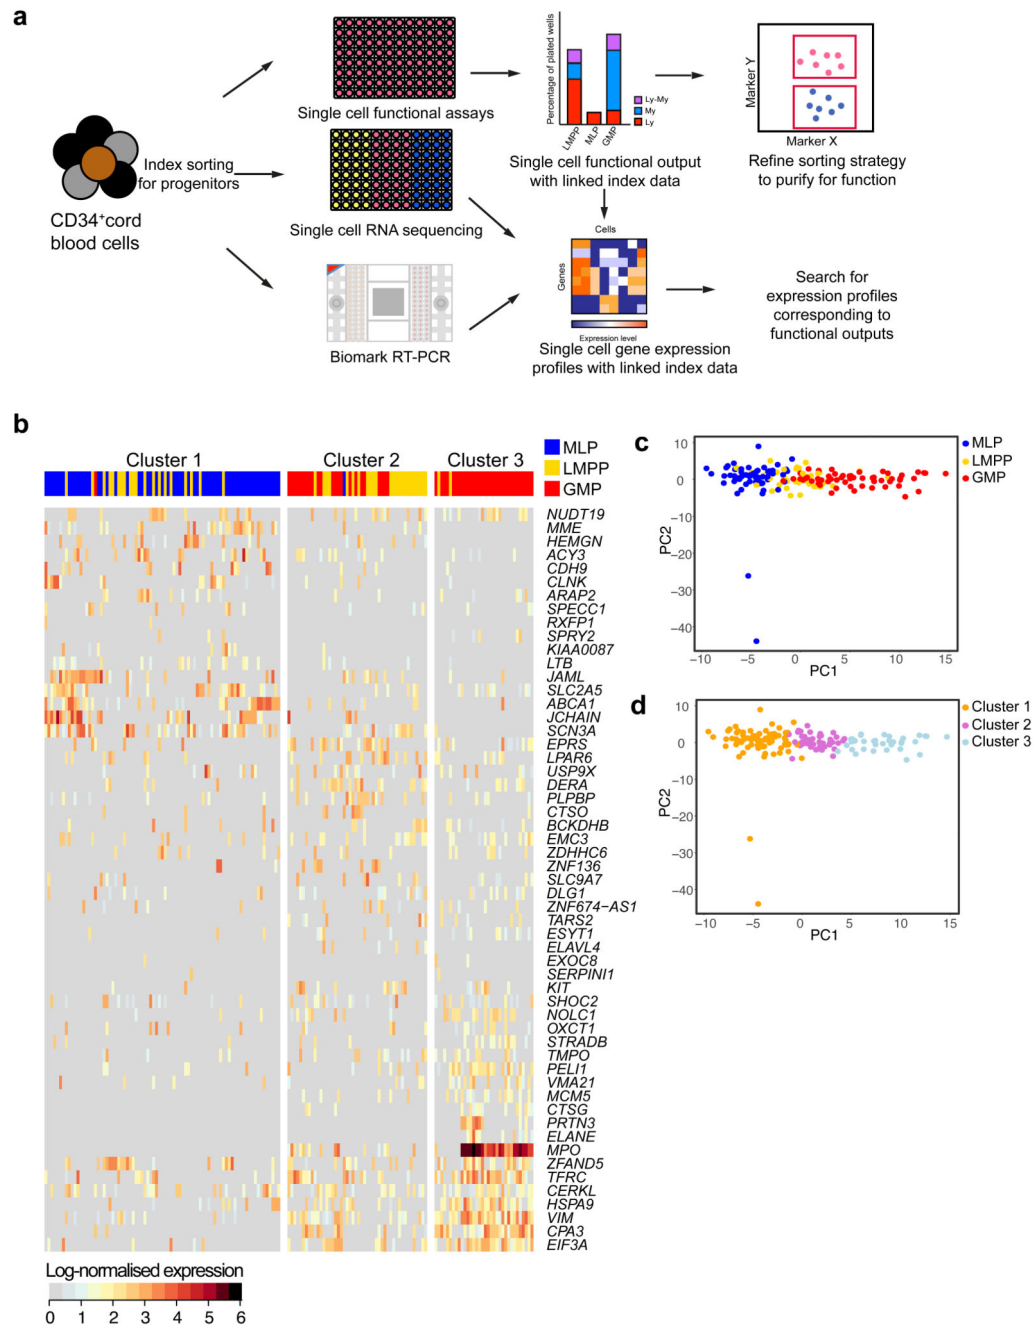 a
Single cell functional assays
Index sorting
for progenitors
CD34⁺cord
blood cells
Single cell RNA sequencing
Biomark RT-PCR
Percentage of plated wells
Ly-My
My
Ly
LMPP
MLP
GMP
Single cell functional output
with linked index data
Marker Y
Marker X
Refine sorting strategy
to purify for function
Cells
Genes
Expression level
Single cell gene expression
profiles with linked index data
Search for
expression profiles
corresponding to
functional outputs
b
Cluster 1
Cluster 2
Cluster 3
MLP
LMPP
GMP
NUDT19
MME
HEMGN
ACY3
CDH9
CLNK
ARAP2
SPECC1
RXFP1
SPRY2
KIAA0087
LTB
JAML
SLC2A5
ABCA1
JCHAIN
SCN3A
EPRS
LPAR6
USP9X
DERA
PLPBP
CTSO
BCKDHB
EMC3
ZDHHC6
ZNF136
SLC9A7
DLG1
ZNF674−AS1
TARS2
ESYT1
ELAVL4
EXOC8
SERPINI1
KIT
SHOC2
NOLC1
OXCT1
STRADB
TMPO
PELI1
VMA21
MCM5
CTSG
PRTN3
ELANE
MPO
ZFAND5
TFRC
CERKL
HSPA9
VIM
CPA3
EIF3A
Log-normalised expression
0 1 2 3 4 5 6
c
10
0
−10
−20
−30
−40
PC2
−10 −5 0 5 10 15
PC1
MLP
LMPP
GMP
d
10
0
−10
−20
−30
−40
PC2
−10 −5 0 5 10 15
PC1
Cluster 1
Cluster 2
Cluster 3